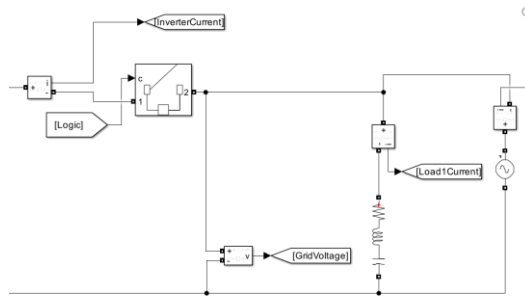 [InverterCurrent]
+
i
-
c
1
2
[Logic]
+
i
-
i
-
+
[Load1Current]
+
-
v
[GridVoltage]